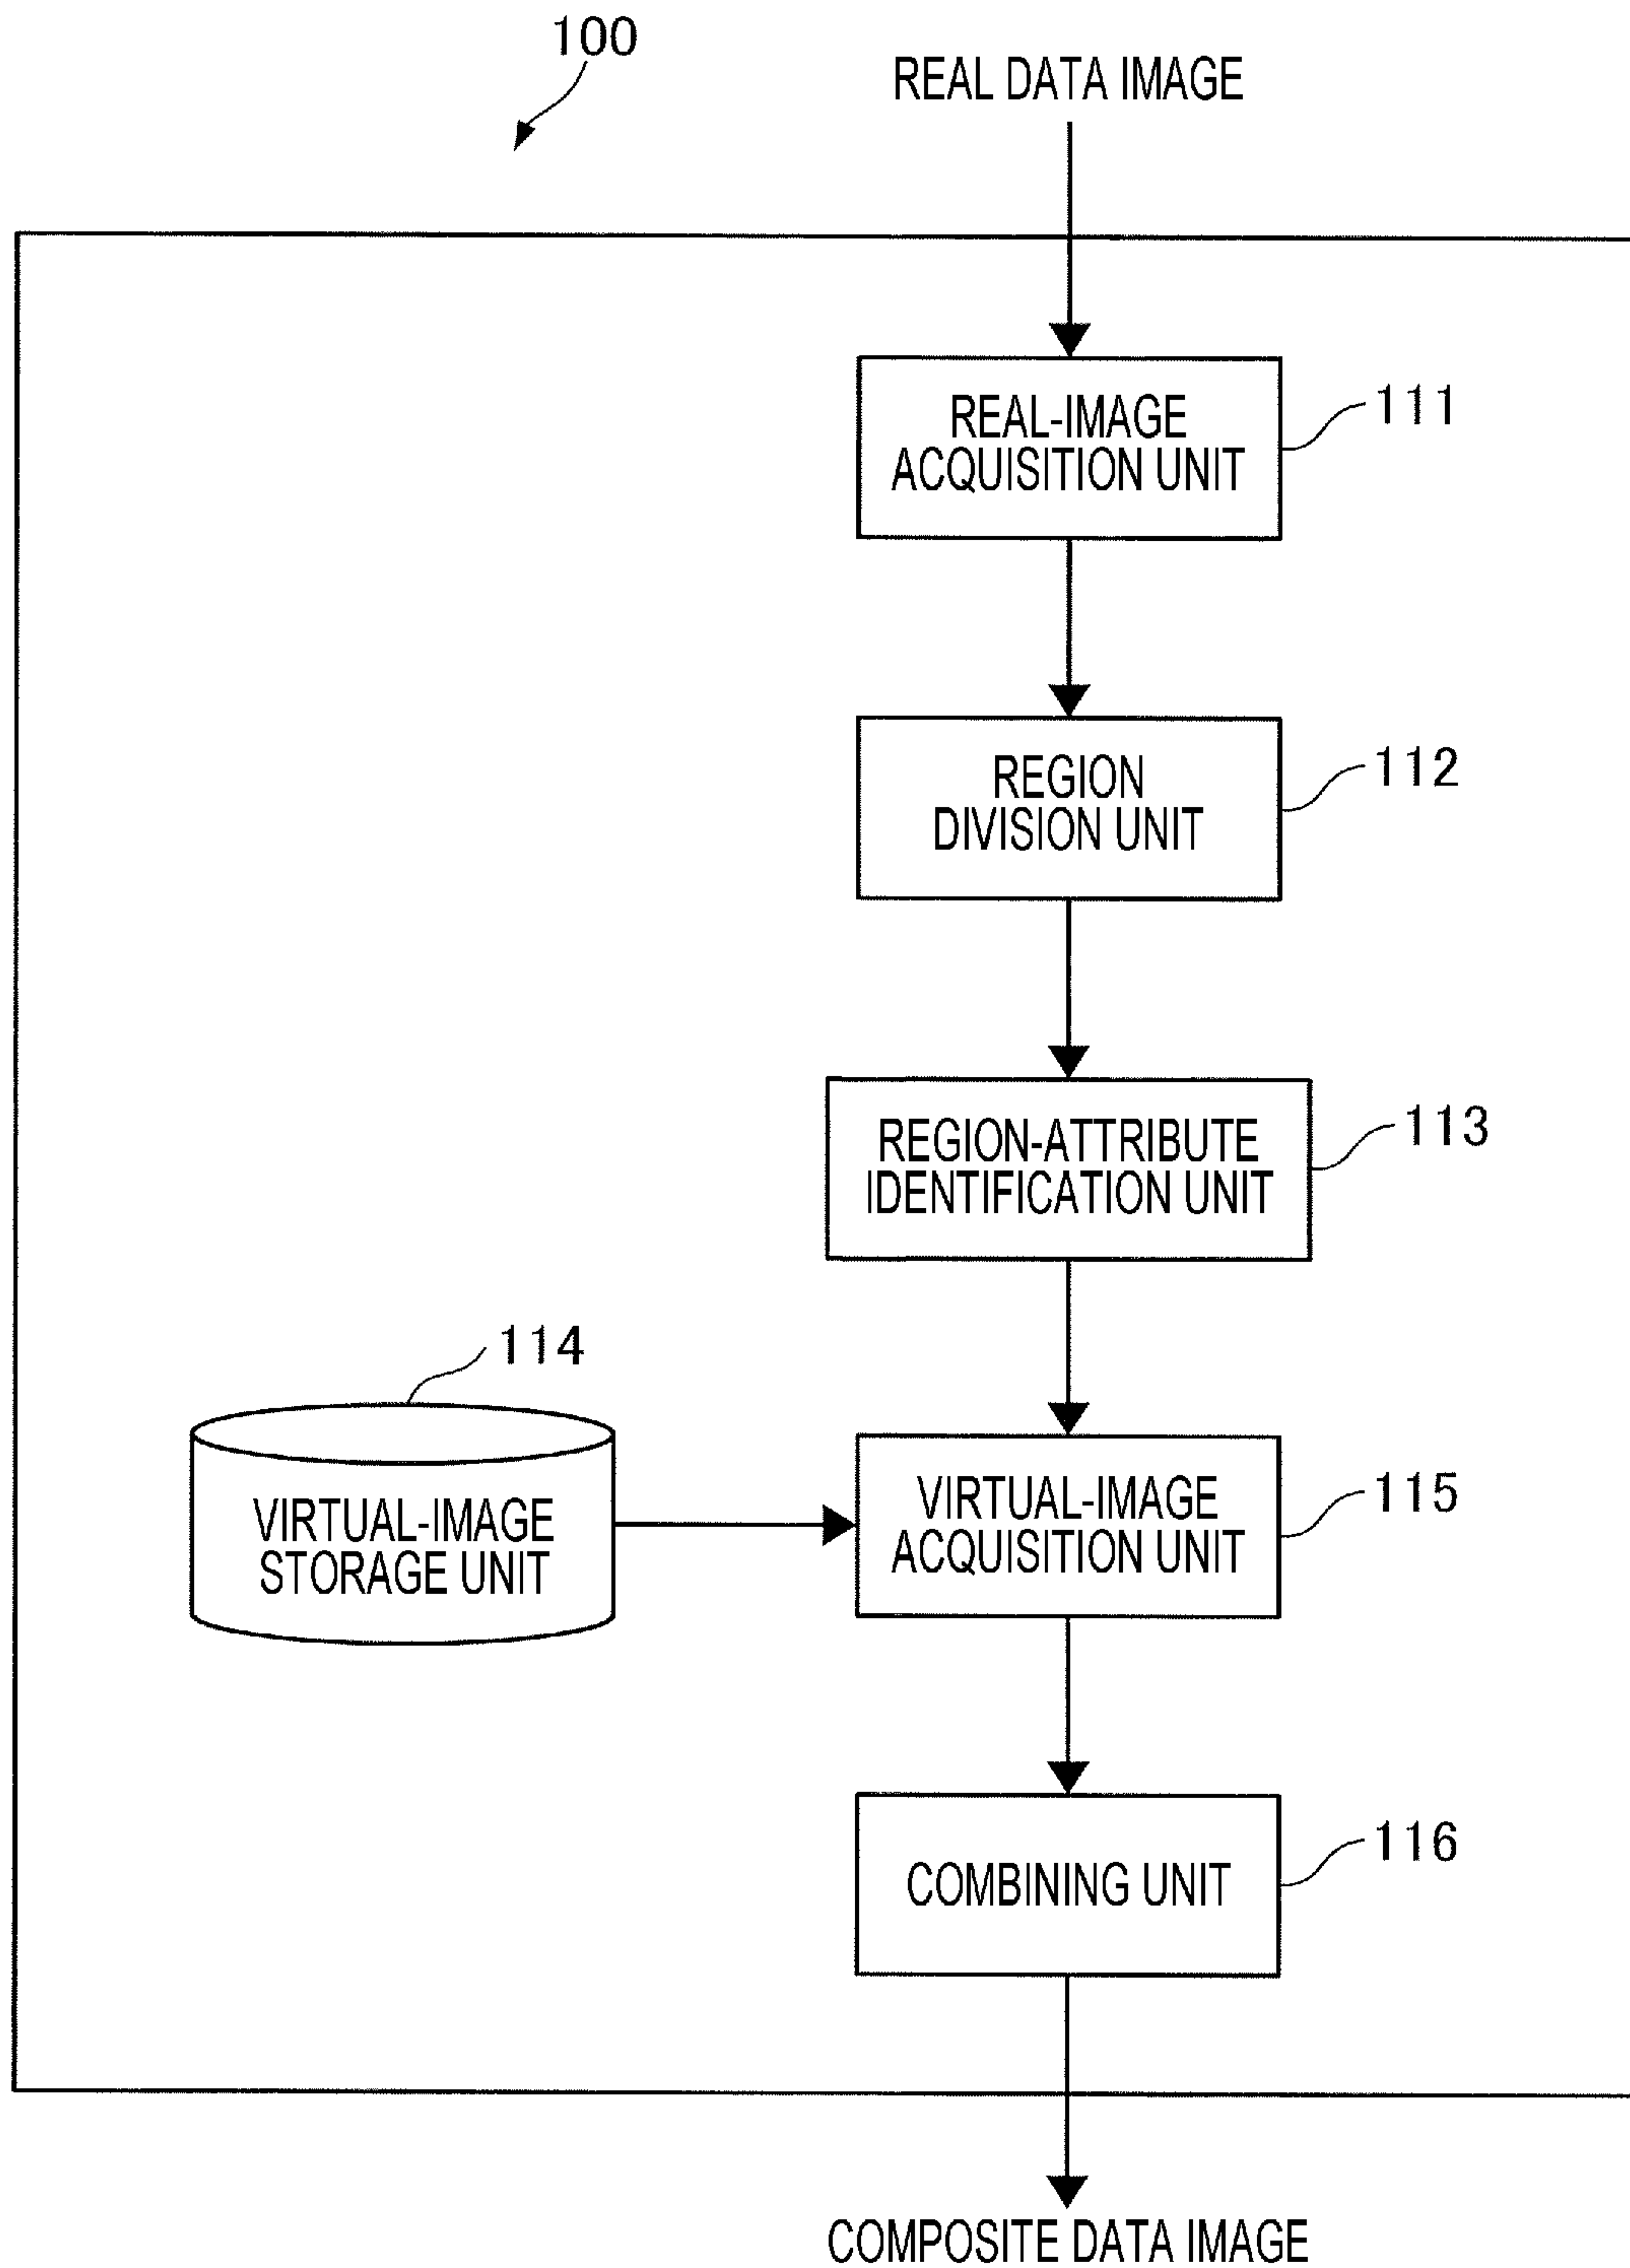 100
REAL DATA IMAGE
REAL-IMAGE
ACQUISITION UNIT
111
REGION
DIVISION UNIT
112
REGION-ATTRIBUTE
IDENTIFICATION UNIT
113
114
VIRTUAL-IMAGE
STORAGE UNIT
VIRTUAL-IMAGE
ACQUISITION UNIT
115
COMBINING UNIT
116
COMPOSITE DATA IMAGE